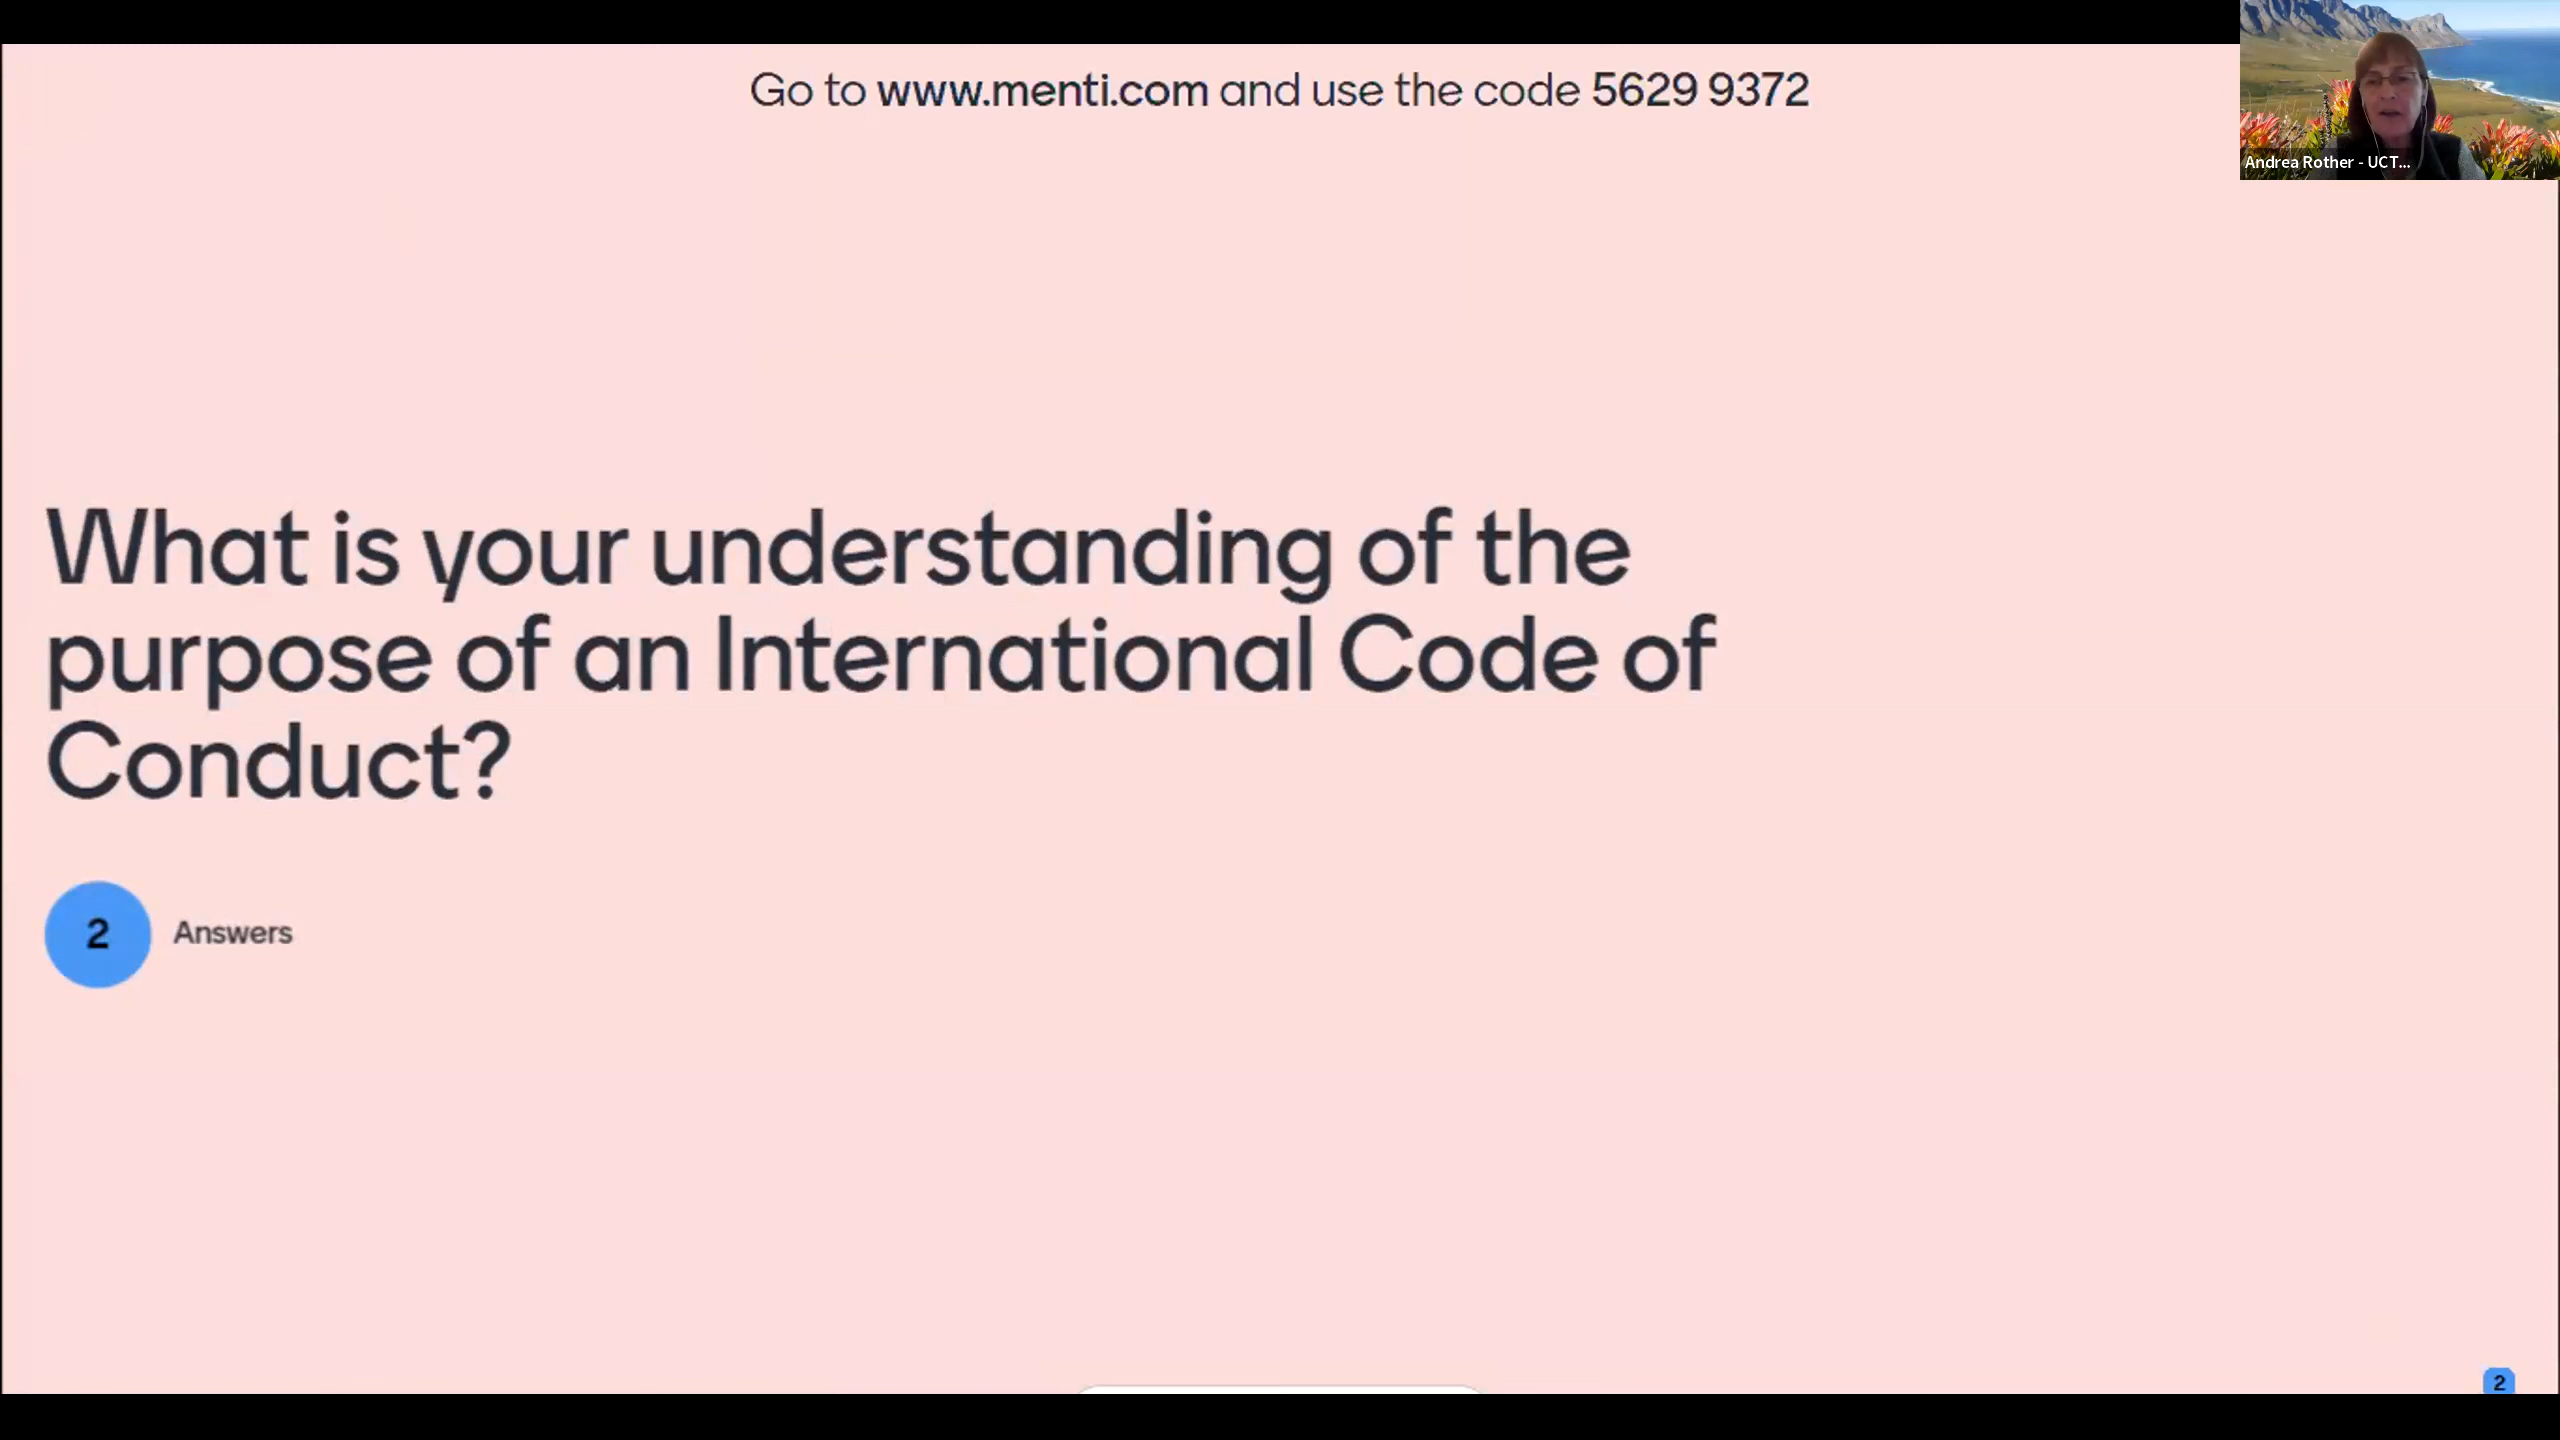 Go to www.menti.com and use the code 5629 9372
Andrea Rother - UCT...
What is your understanding of the
purpose of an International Code of
Conduct?
2
Answers
2